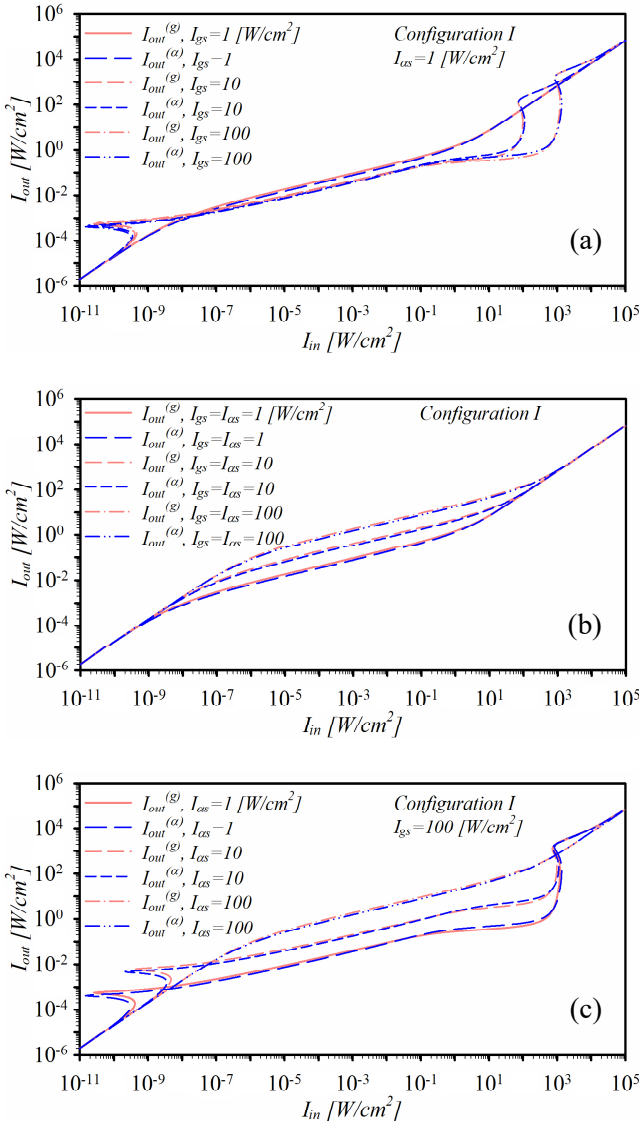 10^6
10^4
10^2
10^0
10^-2
10^-4
10^-6
I_out [W/cm^2]
I_out^(g), I_gs=1 [W/cm^2]
I_out^(α), I_gs−1
I_out^(g), I_gs=10
I_out^(α), I_gs=10
I_out^(g), I_gs=100
I_out^(α), I_gs=100
Configuration I
I_αs=1 [W/cm^2]
(a)
10^-11 10^-9 10^-7 10^-5 10^-3 10^-1 10^1 10^3 10^5
I_in [W/cm^2]
10^6
10^4
10^2
10^0
10^-2
10^-4
10^-6
I_out [W/cm^2]
I_out^(g), I_gs=I_αs=1 [W/cm^2]
I_out^(α), I_gs=I_αs=1
I_out^(g), I_gs=I_αs=10
I_out^(α), I_gs=I_αs=10
I_out^(g), I_gs=I_αs=100
I_out^(α), I_gs=I_αs=100
Configuration I
(b)
10^-11 10^-9 10^-7 10^-5 10^-3 10^-1 10^1 10^3 10^5
I_in [W/cm^2]
10^6
10^4
10^2
10^0
10^-2
10^-4
10^-6
I_out [W/cm^2]
I_out^(g), I_αs=1 [W/cm^2]
I_out^(α), I_αs−1
I_out^(g), I_αs=10
I_out^(α), I_αs=10
I_out^(g), I_αs=100
I_out^(α), I_αs=100
Configuration I
I_gs=100 [W/cm^2]
(c)
10^-11 10^-9 10^-7 10^-5 10^-3 10^-1 10^1 10^3 10^5
I_in [W/cm^2]